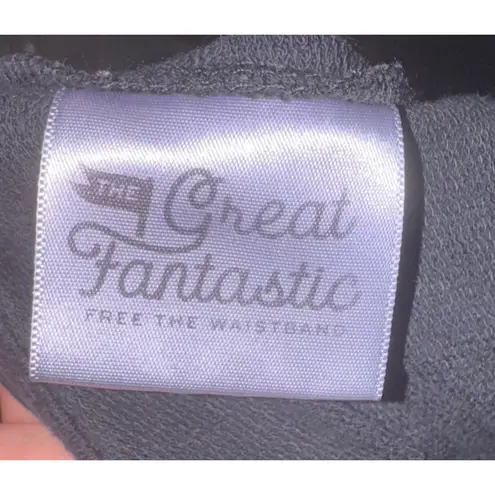 THE Great
Fantastic
FREE THE WAISTBAND